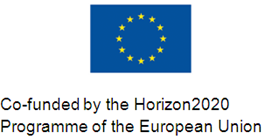 Co-funded by the Horizon2020
Programme of the European Union